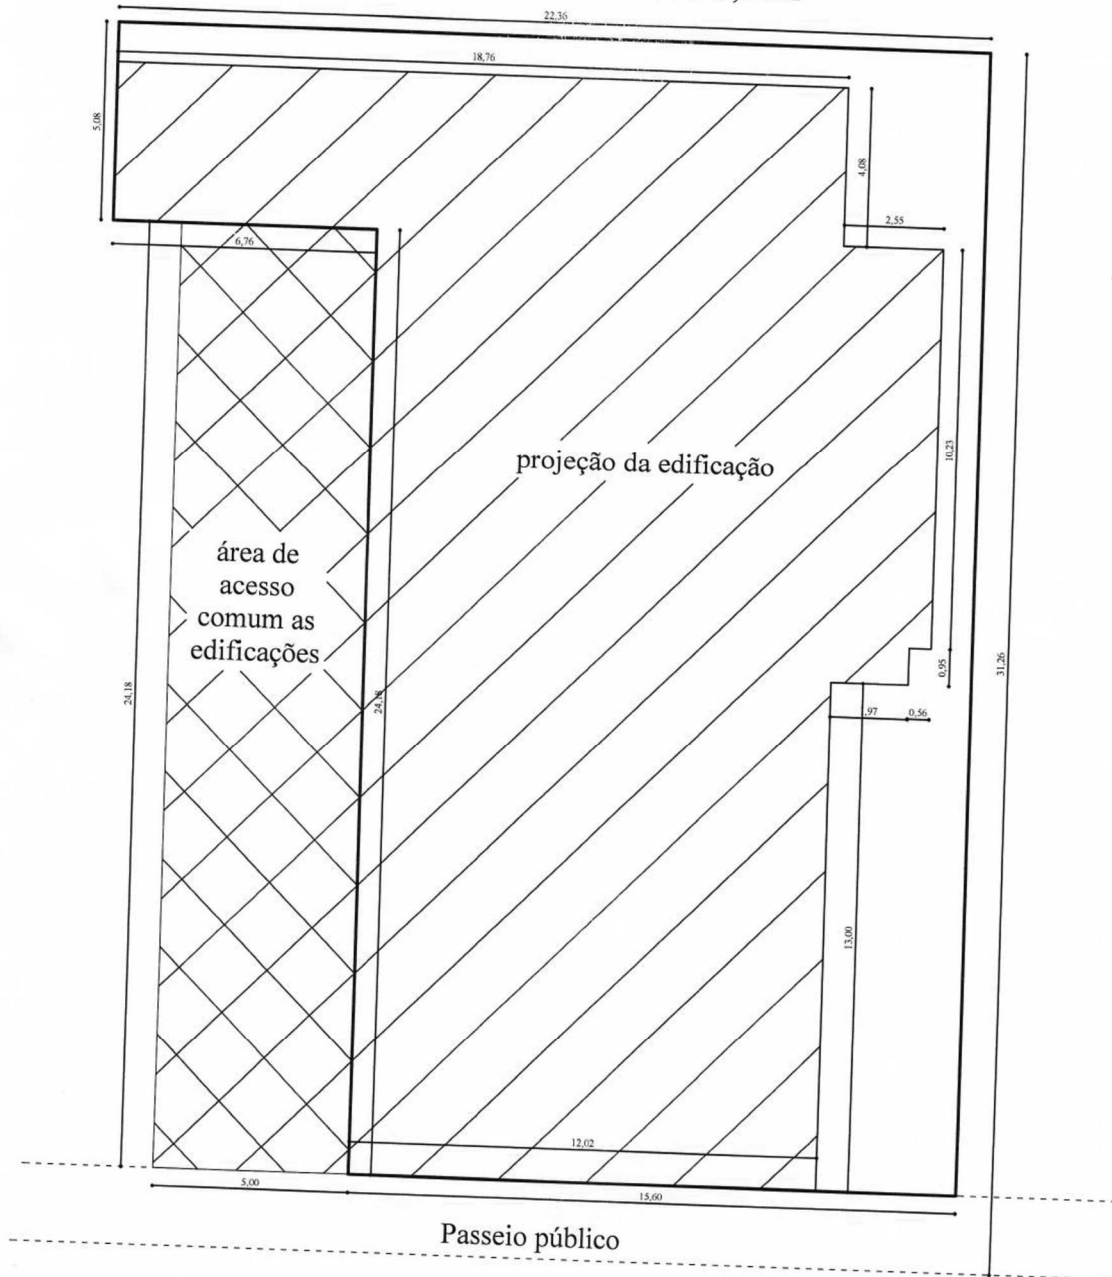 22,36
18,76
5,08
4,08
2,55
6,76
10,23
projeção da edificação
área de
acesso
comum as
edificações
24,18
24,18
0,95
31,26
,97
0,56
13,00
12,02
5,00
15,60
Passeio público